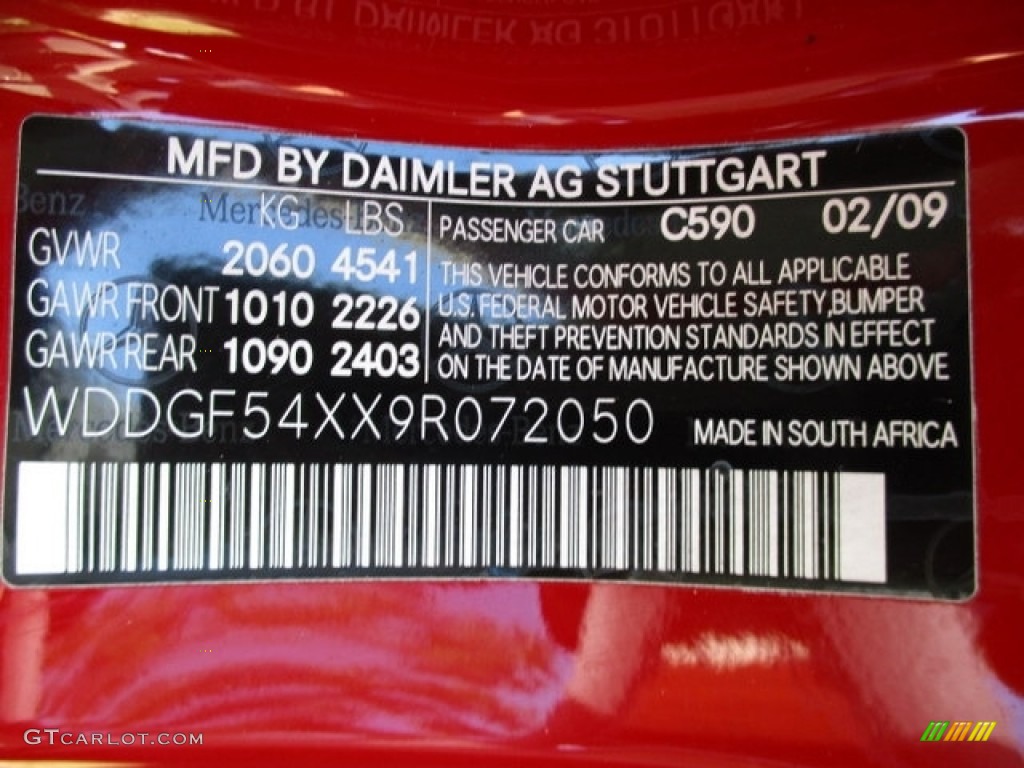 MFD BY DAIMLER AG STUTTGART
KG LBS
GVWR 2060 4541
GAWR FRONT 1010 2226
GAWR REAR 1090 2403
PASSENGER CAR C590 02/09
THIS VEHICLE CONFORMS TO ALL APPLICABLE
U.S. FEDERAL MOTOR VEHICLE SAFETY, BUMPER
AND THEFT PREVENTION STANDARDS IN EFFECT
ON THE DATE OF MANUFACTURE SHOWN ABOVE
WDDGF54XX9R072050 MADE IN SOUTH AFRICA
GTCARLOT.COM